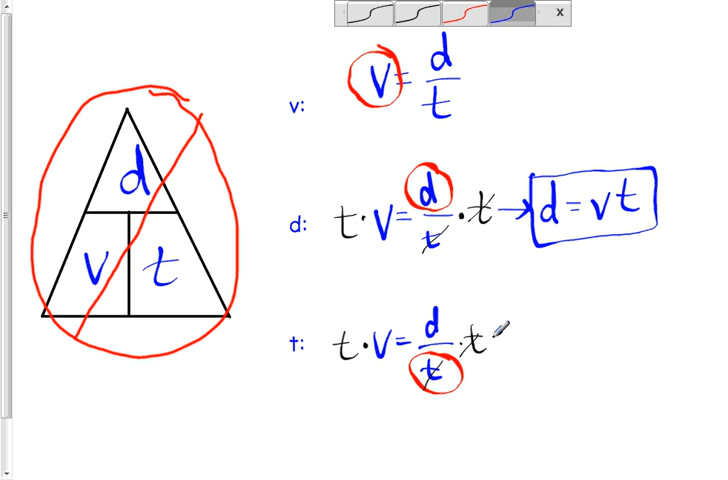 x
v: v = d/t
d
v t
d: t · v = d/t · t → d = vt
t: t · v = d/t · t